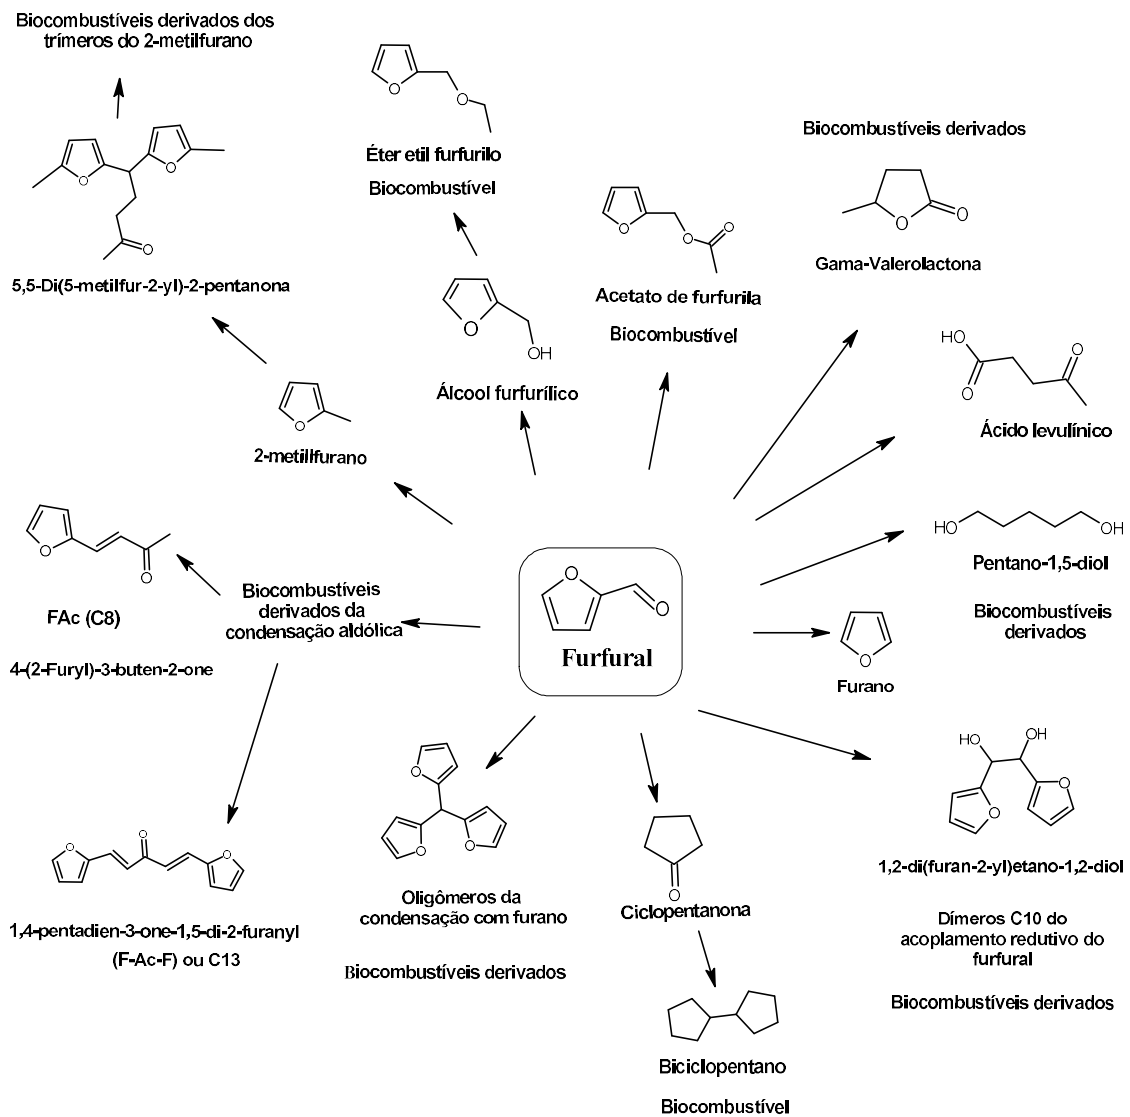 Biocombustíveis derivados dos
trímeros do 2-metilfurano
O
O
O
5,5-Di(5-metilfur-2-yl)-2-pentanona
O
O
Éter etil furfurilo
Biocombustível
O
OH
Álcool furfurílico
O
O
O
Acetato de furfurila
Biocombustível
Biocombustíveis derivados
O
O
Gama-Valerolactona
HO
O
O
Ácido levulínico
O
2-metillfurano
O
O
FAc (C8)
4-(2-Furyl)-3-buten-2-one
Biocombustíveis
derivados da
condensação aldólica
O
O
Furfural
HO
OH
Pentano-1,5-diol
Biocombustíveis
derivados
O
Furano
O
O
O
1,4-pentadien-3-one-1,5-di-2-furanyl
(F-Ac-F) ou C13
O
O
O
Oligômeros da
condensação com furano
Biocombustíveis derivados
O
Ciclopentanona
Biciclopentano
Biocombustível
HO
OH
O
O
1,2-di(furan-2-yl)etano-1,2-diol
Dímeros C10 do
acoplamento redutivo do
furfural
Biocombustíveis derivados